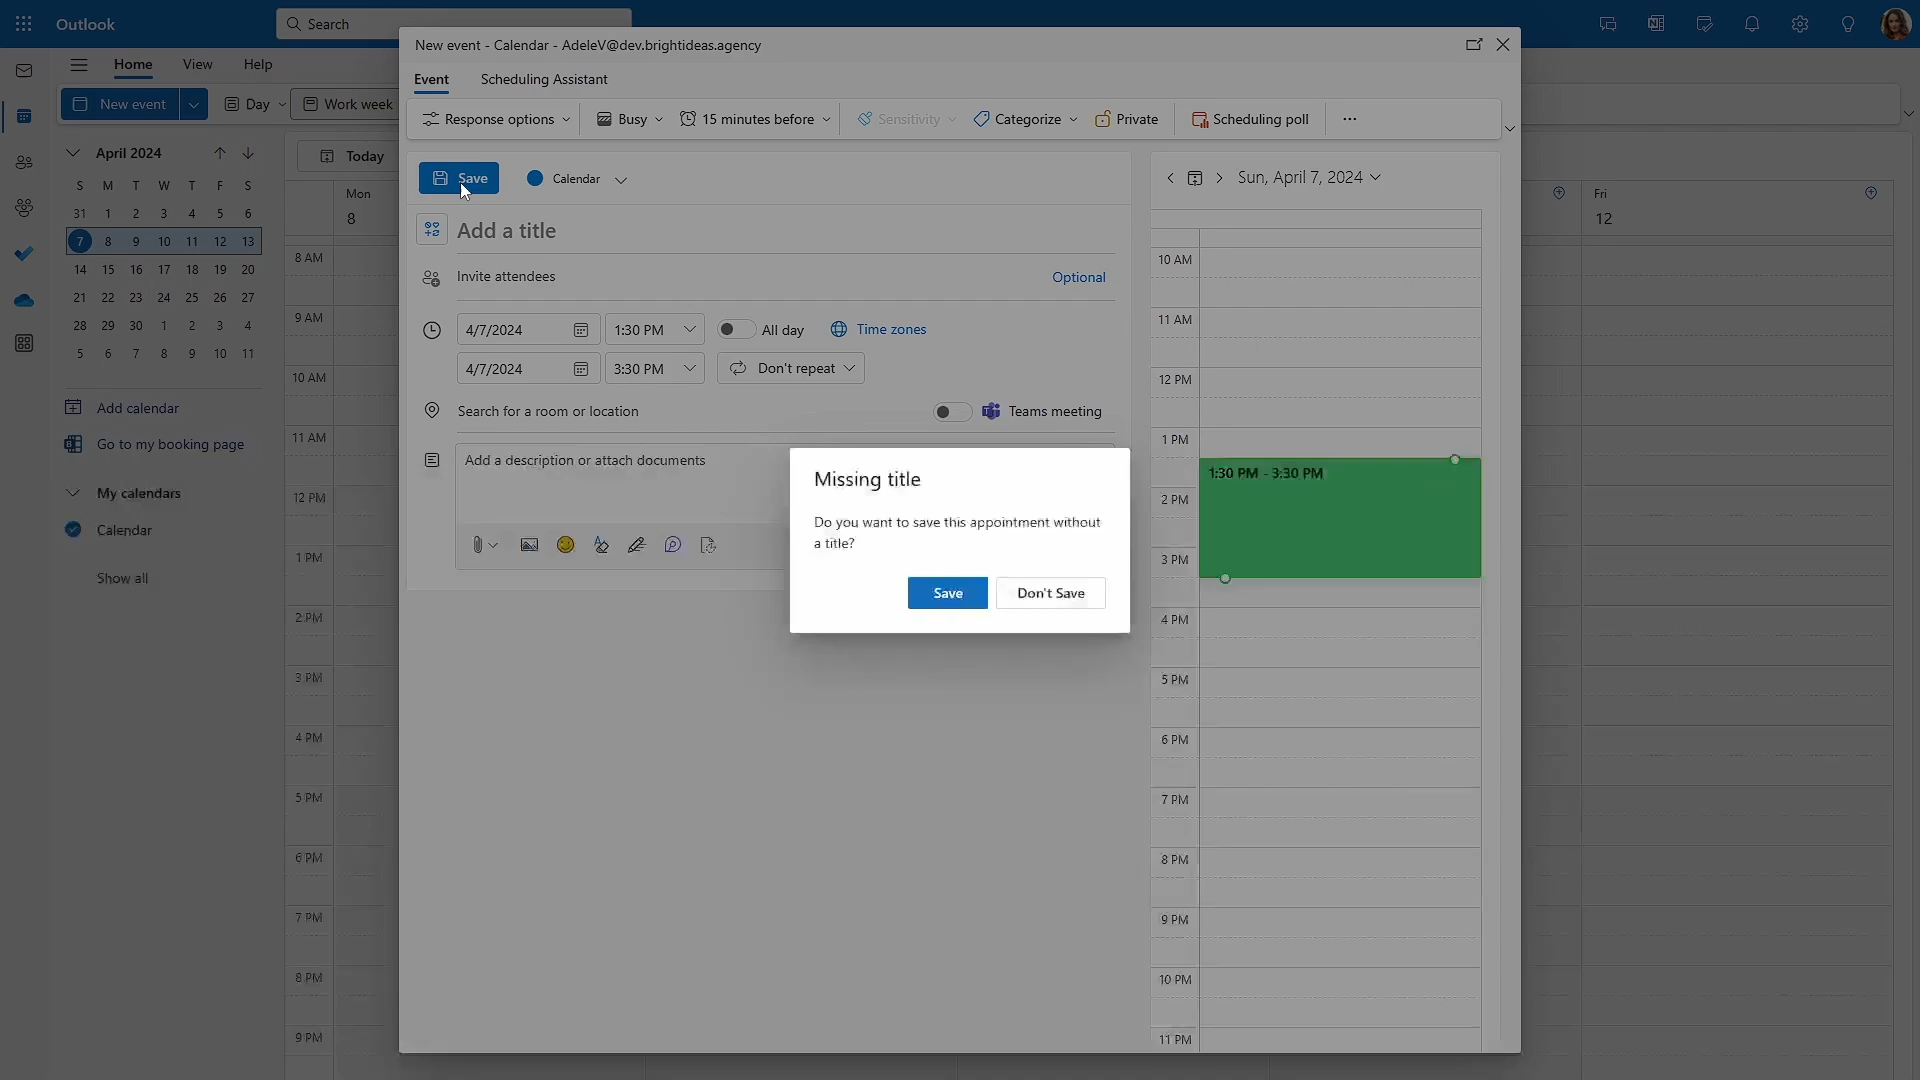 Outlook
Search
New event - Calendar - AdeleV@dev.brightideas.agency
Home View Help
Event Scheduling Assistant
New event Day Work week
Response options Busy 15 minutes before Sensitivity Categorize Private Scheduling poll
April 2024
Today
S M T W T F S
31 1 2 3 4 5 6
7 8 9 10 11 12 13
14 15 16 17 18 19 20
21 22 23 24 25 26 27
28 29 30 1 2 3 4
5 6 7 8 9 10 11
Add calendar
Go to my booking page
My calendars
Calendar
Show all
Mon
8
8 AM
9 AM
10 AM
11 AM
12 PM
1 PM
2 PM
3 PM
4 PM
5 PM
6 PM
7 PM
8 PM
9 PM
Save Calendar
Add a title
Invite attendees Optional
4/7/2024 1:30 PM All day Time zones
4/7/2024 3:30 PM Don't repeat
Search for a room or location Teams meeting
Add a description or attach documents
Missing title
Do you want to save this appointment without
a title?
Save Don't Save
Sun, April 7, 2024
10 AM
11 AM
12 PM
1 PM
1:30 PM - 3:30 PM
2 PM
3 PM
4 PM
5 PM
6 PM
7 PM
8 PM
9 PM
10 PM
11 PM
Fri
12